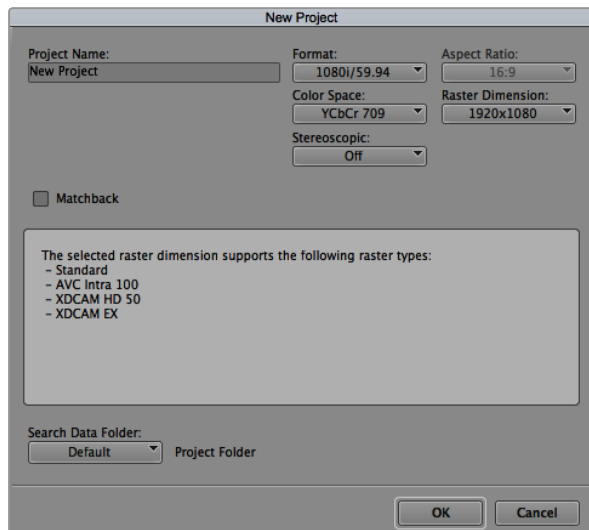 New Project
Project Name:
New Project
Format:
1080i/59.94
Aspect Ratio:
16:9
Color Space:
YCbCr 709
Raster Dimension:
1920x1080
Stereoscopic:
Off
Matchback
The selected raster dimension supports the following raster types:
– Standard
– AVC Intra 100
– XDCAM HD 50
– XDCAM EX
Search Data Folder:
Default
Project Folder
OK
Cancel